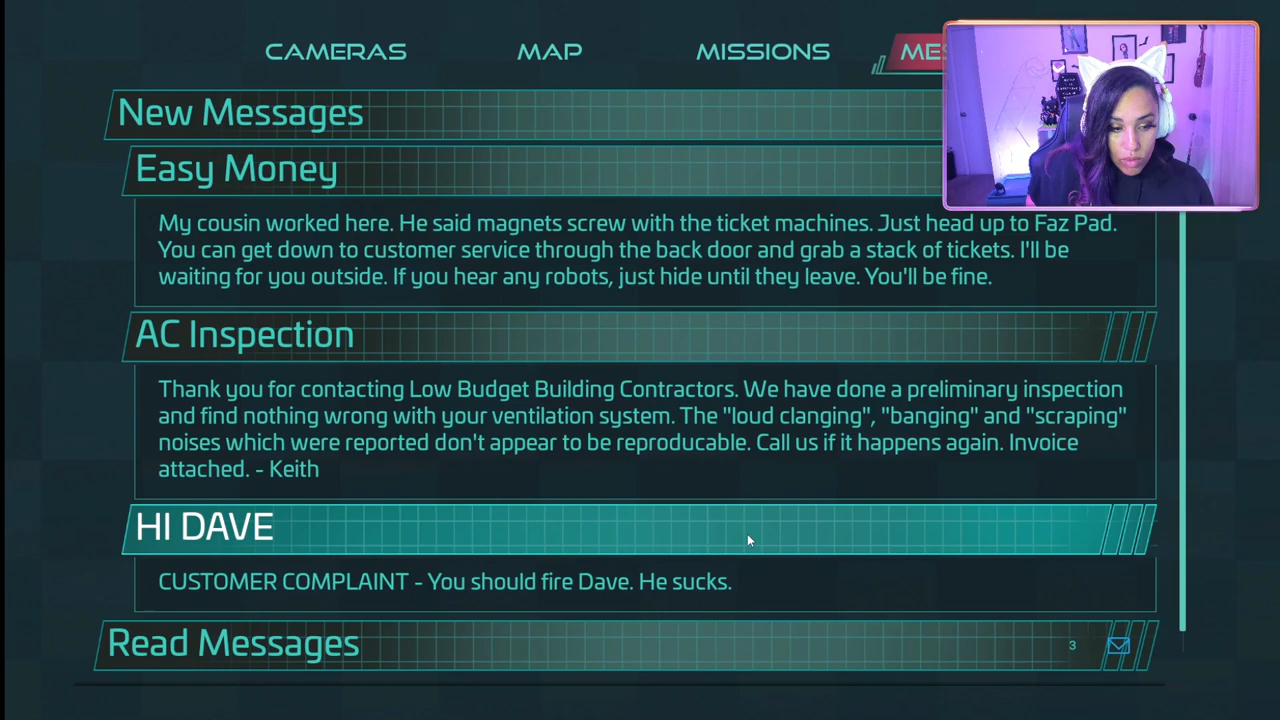 CAMERAS MAP MISSIONS
New Messages
Easy Money
My cousin worked here. He said magnets screw with the ticket machines. Just head up to Faz Pad.
You can get down to customer service through the back door and grab a stack of tickets. I'll be
waiting for you outside. If you hear any robots, just hide until they leave. You'll be fine.
AC Inspection
Thank you for contacting Low Budget Building Contractors. We have done a preliminary inspection
and find nothing wrong with your ventilation system. The "loud clanging", "banging" and "scraping"
noises which were reported don't appear to be reproducable. Call us if it happens again. Invoice
attached. - Keith
HI DAVE
CUSTOMER COMPLAINT - You should fire Dave. He sucks.
Read Messages 3